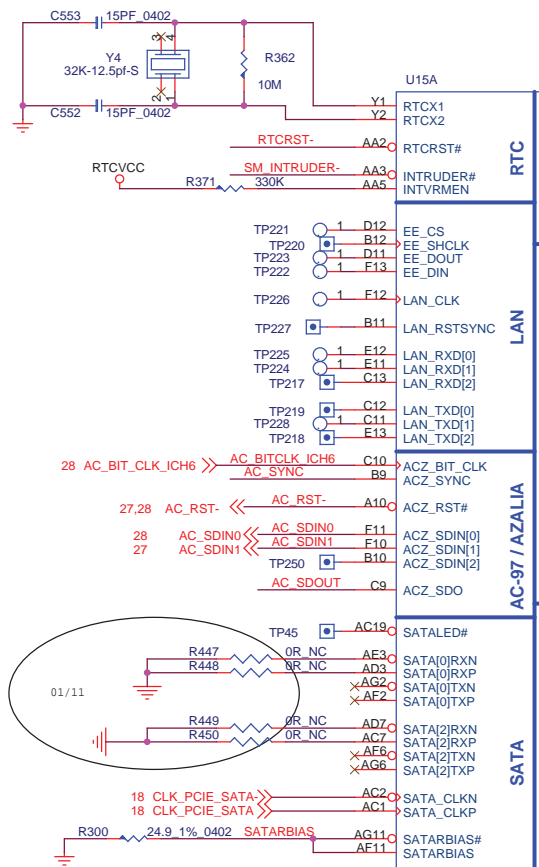 C553 15PF_0402
3 4
Y4
32K-12.5pf-S
R362
10M
U15A
2 1
C552 15PF_0402
Y1 RTCX1
Y2 RTCX2
RTCRST- AA2 RTCRST#
RTC
SM_INTRUDER- AA3 INTRUDER#
RTCVCC
R371 330K AA5 INTVRMEN
TP221 1 D12 EE_CS
TP220 B12 EE_SHCLK
TP223 1 D11 EE_DOUT
TP222 1 F13 EE_DIN
TP226 1 F12 LAN_CLK
LAN
TP227 B11 LAN_RSTSYNC
TP225 1 E12 LAN_RXD[0]
TP224 1 E11 LAN_RXD[1]
TP217 C13 LAN_RXD[2]
TP219 C12 LAN_TXD[0]
TP228 1 C11 LAN_TXD[1]
TP218 E13 LAN_TXD[2]
28 AC_BIT_CLK_ICH6 AC_BITCLK_ICH6 C10 ACZ_BIT_CLK
AC_SYNC B9 ACZ_SYNC
27,28 AC_RST- AC_RST- A10 ACZ_RST#
AC-97 / AZALIA
28 AC_SDIN0 AC_SDIN0 F11 ACZ_SDIN[0]
27 AC_SDIN1 AC_SDIN1 F10 ACZ_SDIN[1]
TP250 B10 ACZ_SDIN[2]
AC_SDOUT C9 ACZ_SDO
TP45 AC19 SATALED#
R447 0R_NC AE3 SATA[0]RXN
R448 0R_NC AD3 SATA[0]RXP
AG2 SATA[0]TXN
01/11
AF2 SATA[0]TXP
R449 0R_NC AD7 SATA[2]RXN
R450 0R_NC AC7 SATA[2]RXP
AF6 SATA[2]TXN
AG6 SATA[2]TXP
SATA
18 CLK_PCIE_SATA- AC2 SATA_CLKN
18 CLK_PCIE_SATA AC1 SATA_CLKP
R300 24.9_1%_0402 SATARBIAS AG11 SATARBIAS#
AF11 SATARBIAS